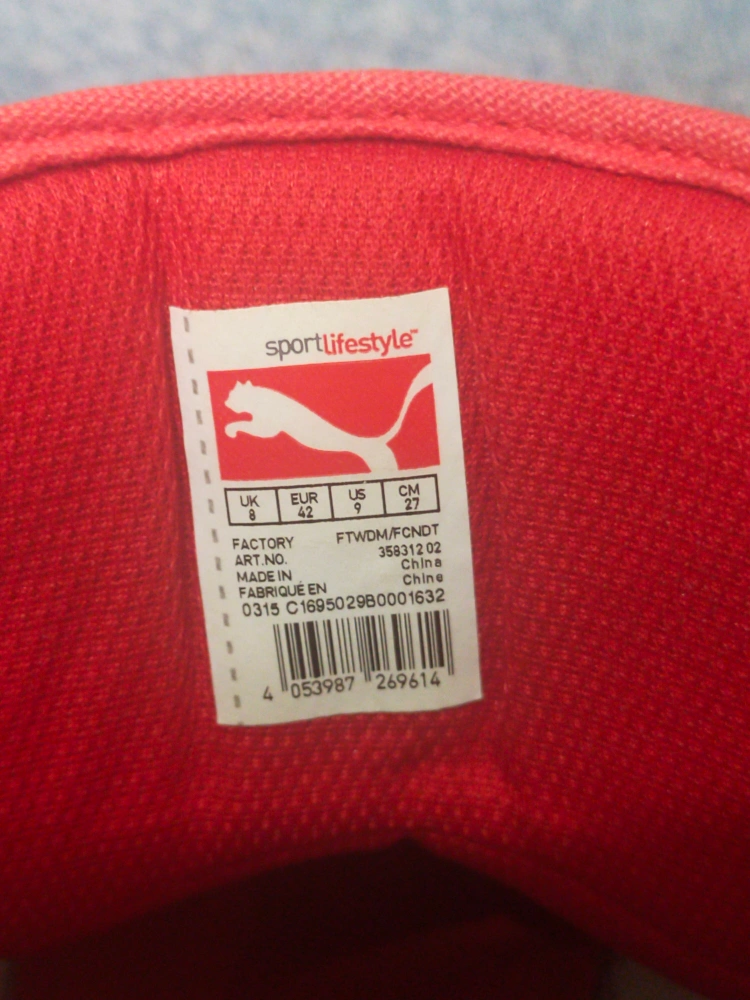 sportlifestyle™
UK EUR US CM
8 42 9 27
FACTORY FTWDM/FCNDT
ART.NO. 358312 02
MADE IN China
FABRIQUÉ EN Chine
0315 C1695029B0001632
4 053987 269614